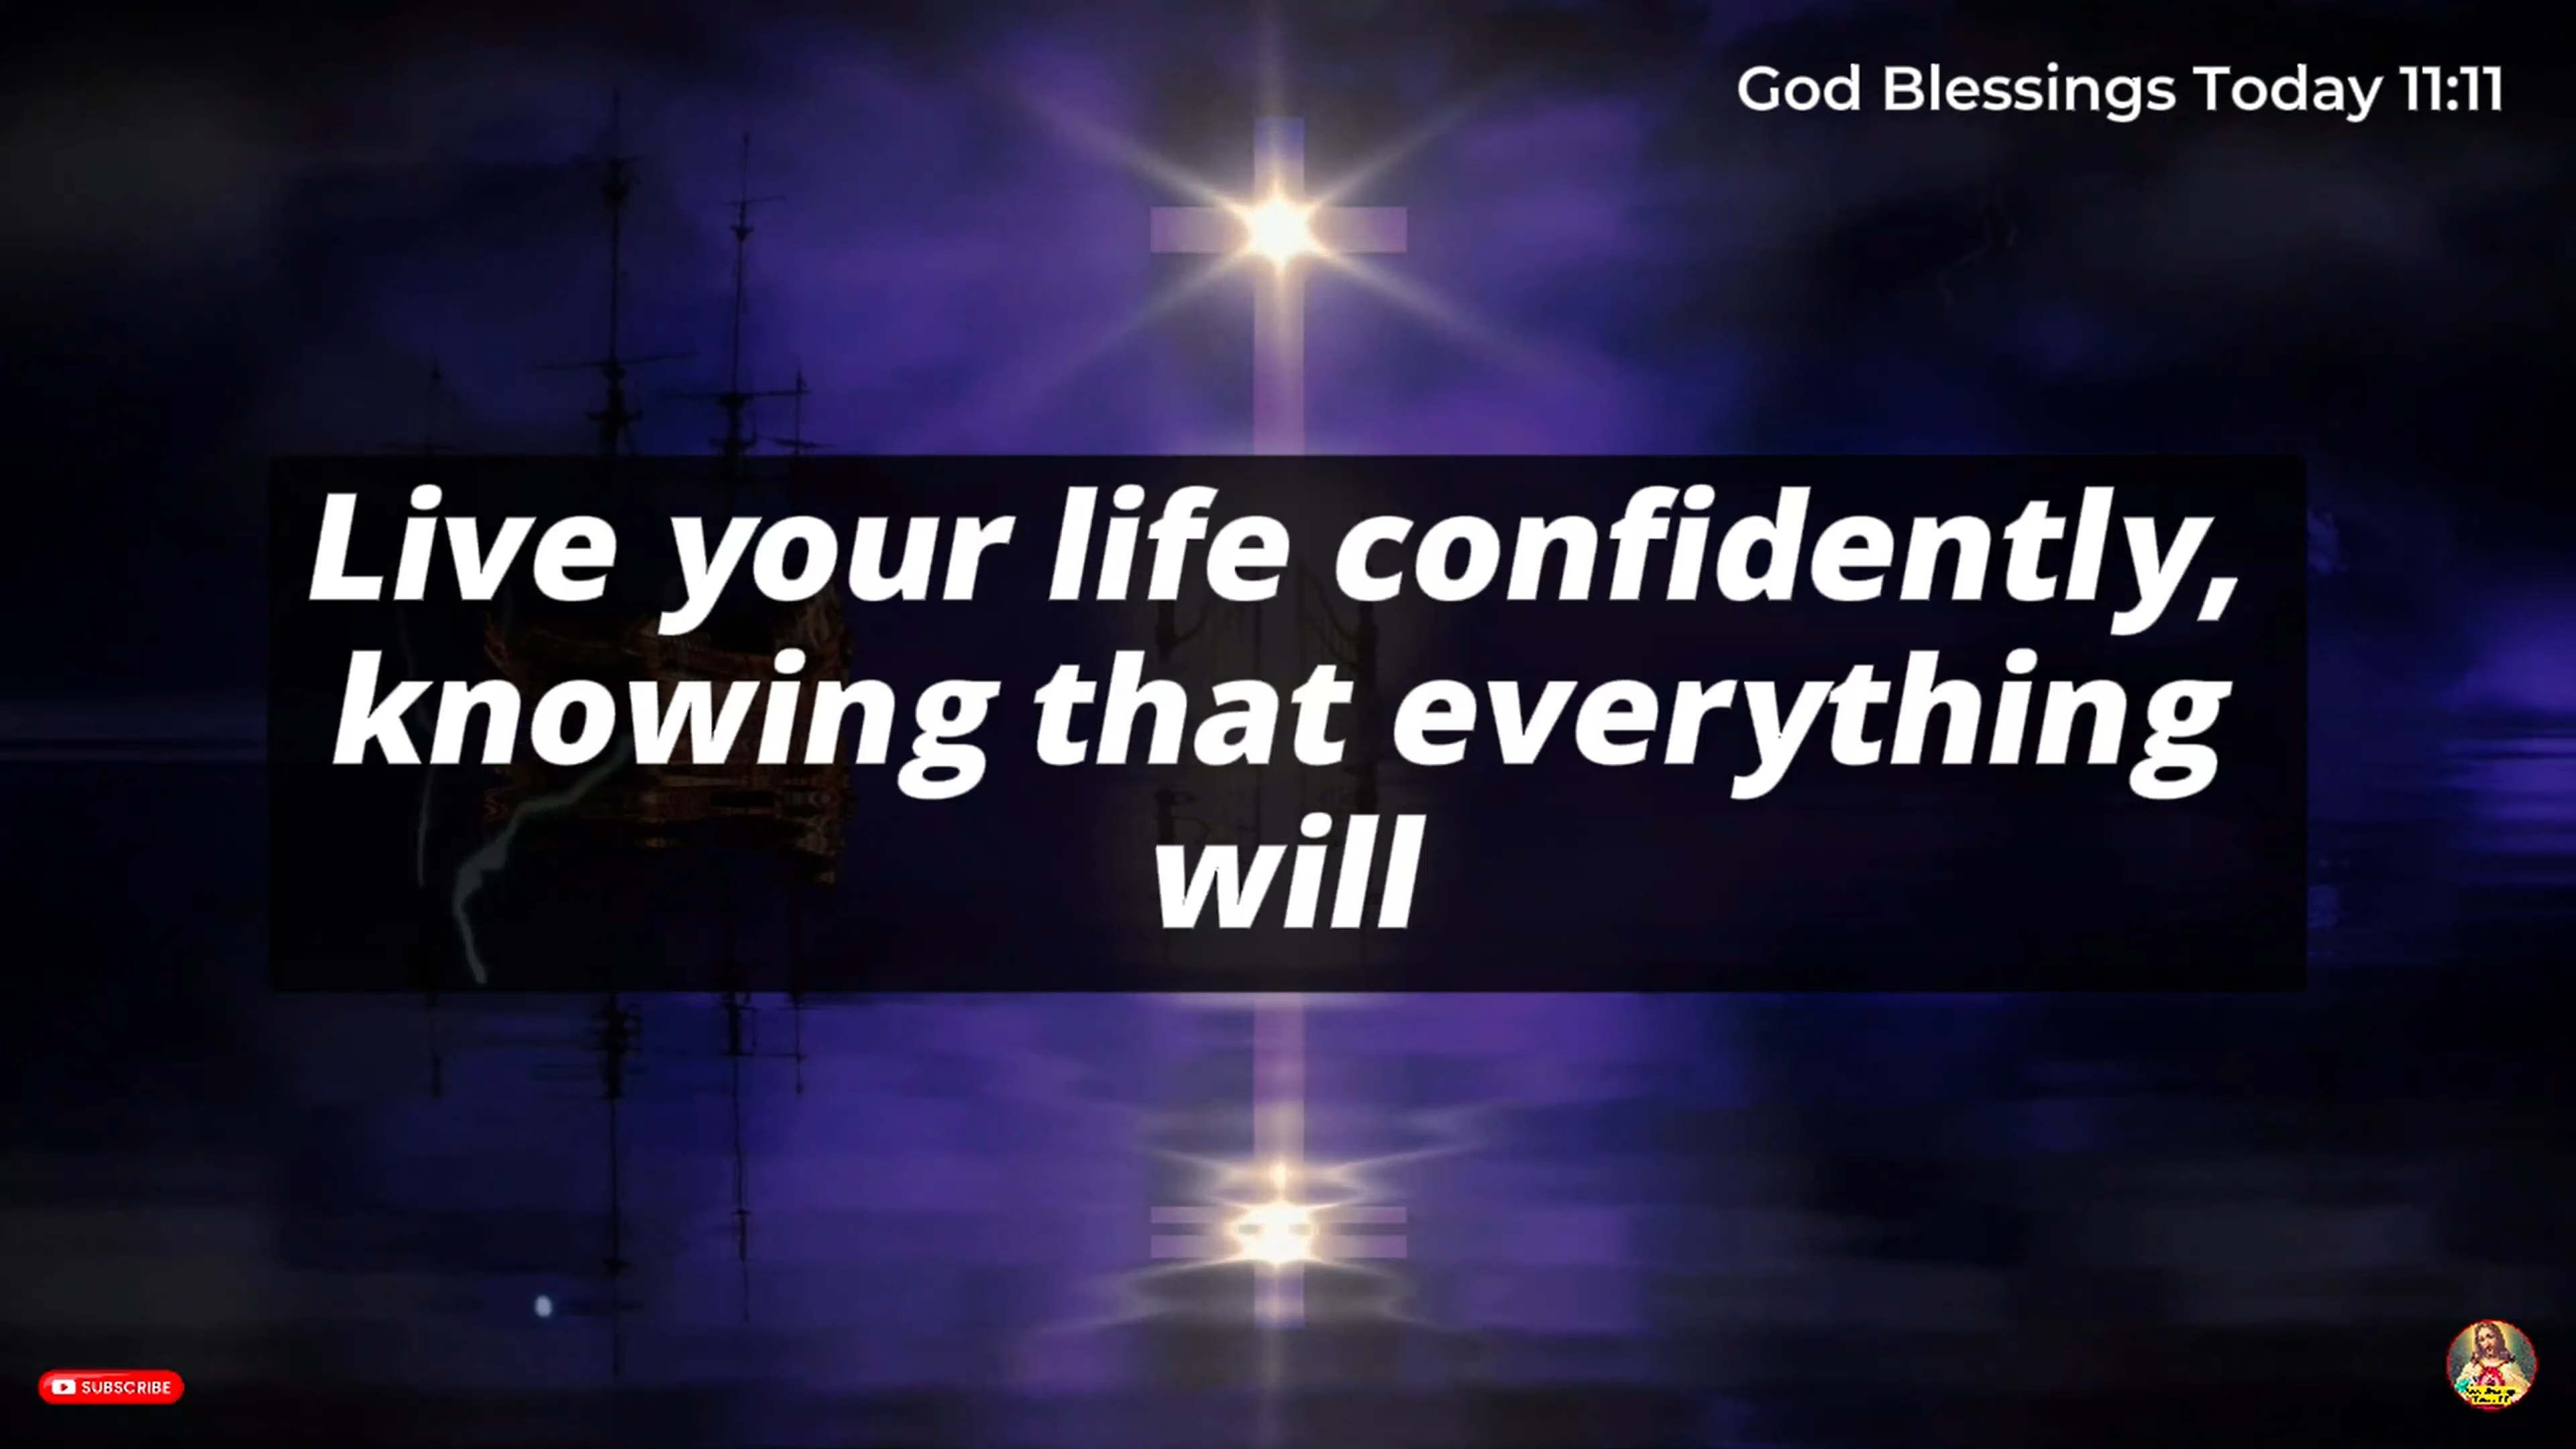 God Blessings Today 11:11
Live your life confidently,
knowing that everything
will
SUBSCRIBE